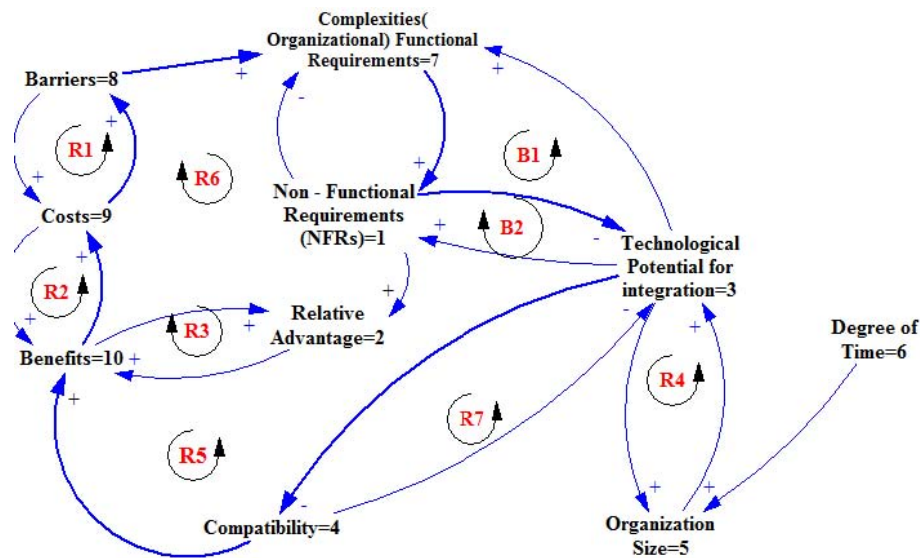 Complexities(
Organizational) Functional
Requirements=7
Barriers=8
+
+
+
-
+
R1
B1
R6
+
+
Non - Functional
Requirements
(NFRs)=1
Costs=9
+
B2
-
+
Technological
Potential for
integration=3
R2
+
+
Relative
Advantage=2
-
+
Degree of
Time=6
R3
+
+
Benefits=10
+
R4
R7
R5
-
+
+
Compatibility=4
Organization
Size=5